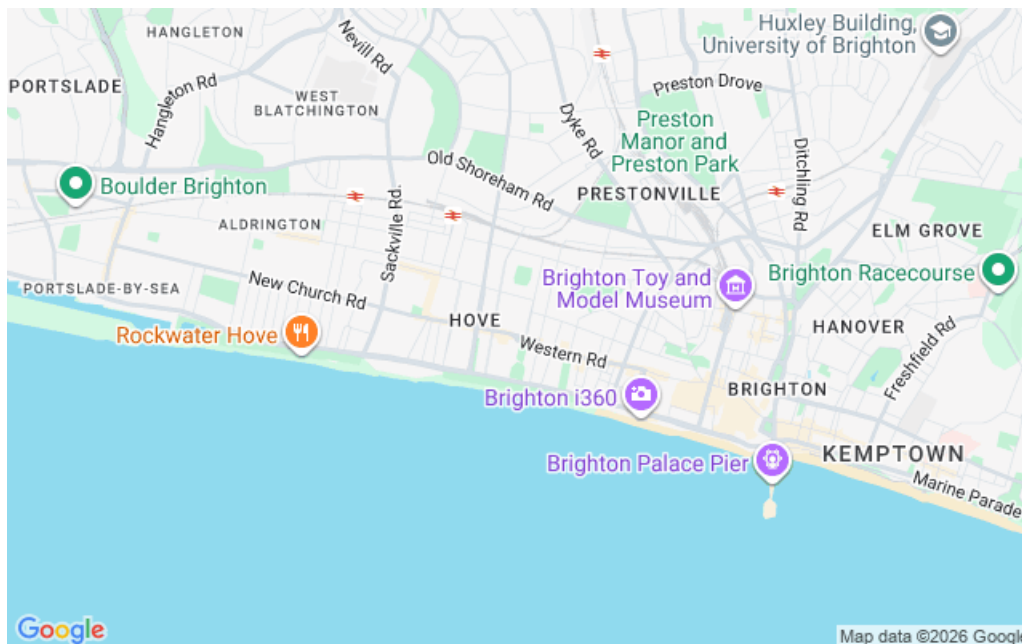 HANGLETON
Nevill Rd
Huxley Building,
University of Brighton
PORTSLADE
Hangleton Rd
WEST
BLATCHINGTON
Dyke Rd
Preston Drove
Preston
Manor and
Preston Park
Ditchling Rd
Old Shoreham Rd
Boulder Brighton
PRESTONVILLE
ALDRINGTON
Sackville Rd.
ELM GROVE
Brighton Toy and
Model Museum
Brighton Racecourse
PORTSLADE-BY-SEA
New Church Rd
Rockwater Hove
HOVE
HANOVER
Western Rd
Freshfield Rd
Brighton i360
BRIGHTON
Brighton Palace Pier
KEMPTOWN
Marine Parade
Google
Map data ©2026 Google